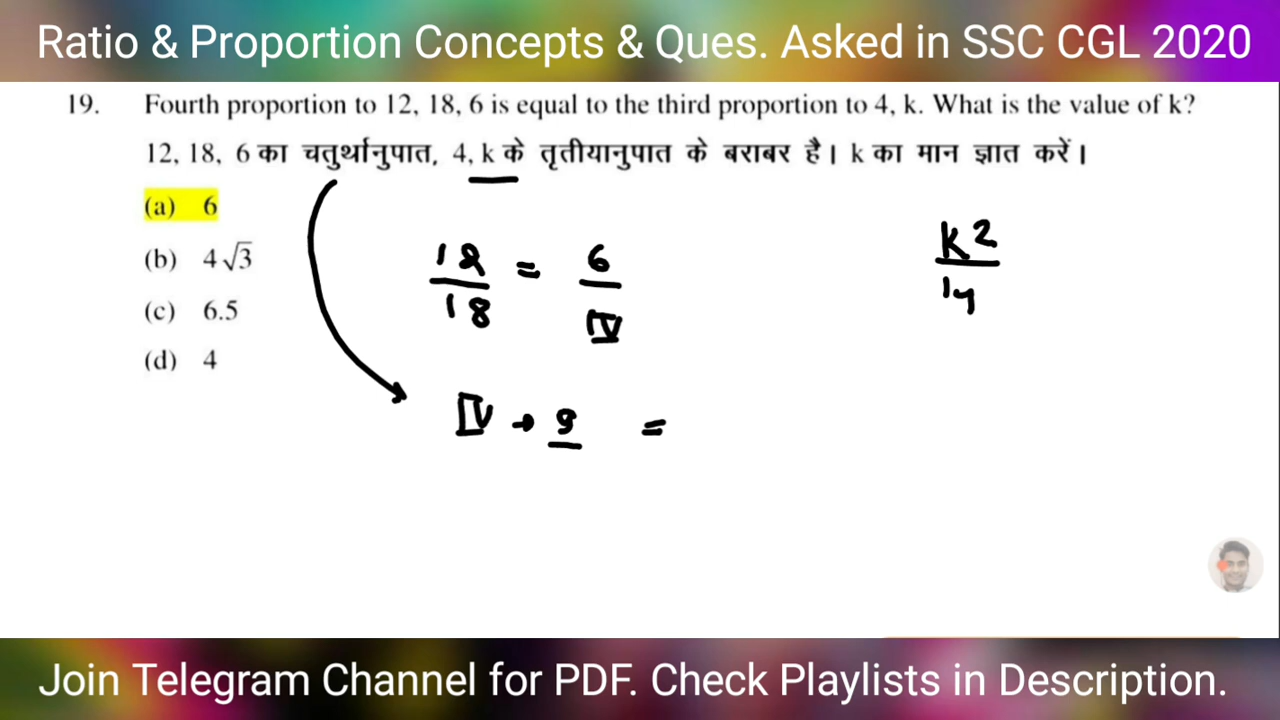 Ratio & Proportion Concepts & Ques. Asked in SSC CGL 2020
19. Fourth proportion to 12, 18, 6 is equal to the third proportion to 4, k. What is the value of k?
12, 18, 6 का चतुर्थानुपात, 4, k के तृतीयानुपात के बराबर है। k का मान ज्ञात करें।
(a) 6
(b) 4√3
(c) 6.5
(d) 4
12/18 = 6/IV
k2/14
IV → 9 =
Join Telegram Channel for PDF. Check Playlists in Description.